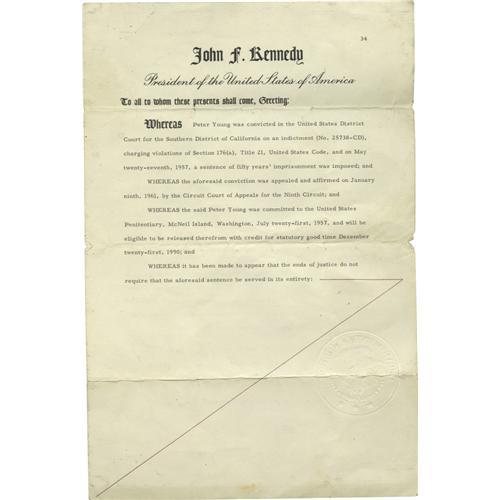 34
John F. Kennedy
President of the United States of America
To all to whom these presents shall come, Greeting:
Whereas Peter Young was convicted in the United States District
Court for the Southern District of California on an indictment (No. 25738-CD),
charging violations of Section 176(a), Title 21, United States Code, and on May
twenty-seventh, 1957, a sentence of fifty years' imprisonment was imposed; and
WHEREAS the aforesaid conviction was appealed and affirmed on January
ninth, 1961, by the Circuit Court of Appeals for the Ninth Circuit; and
WHEREAS the said Peter Young was committed to the United States
Penitentiary, McNeil Island, Washington, July twenty-first, 1957, and will be
eligible to be released therefrom with credit for statutory good time December
twenty-first, 1990; and
WHEREAS it has been made to appear that the ends of justice do not
require that the aforesaid sentence be served in its entirety: